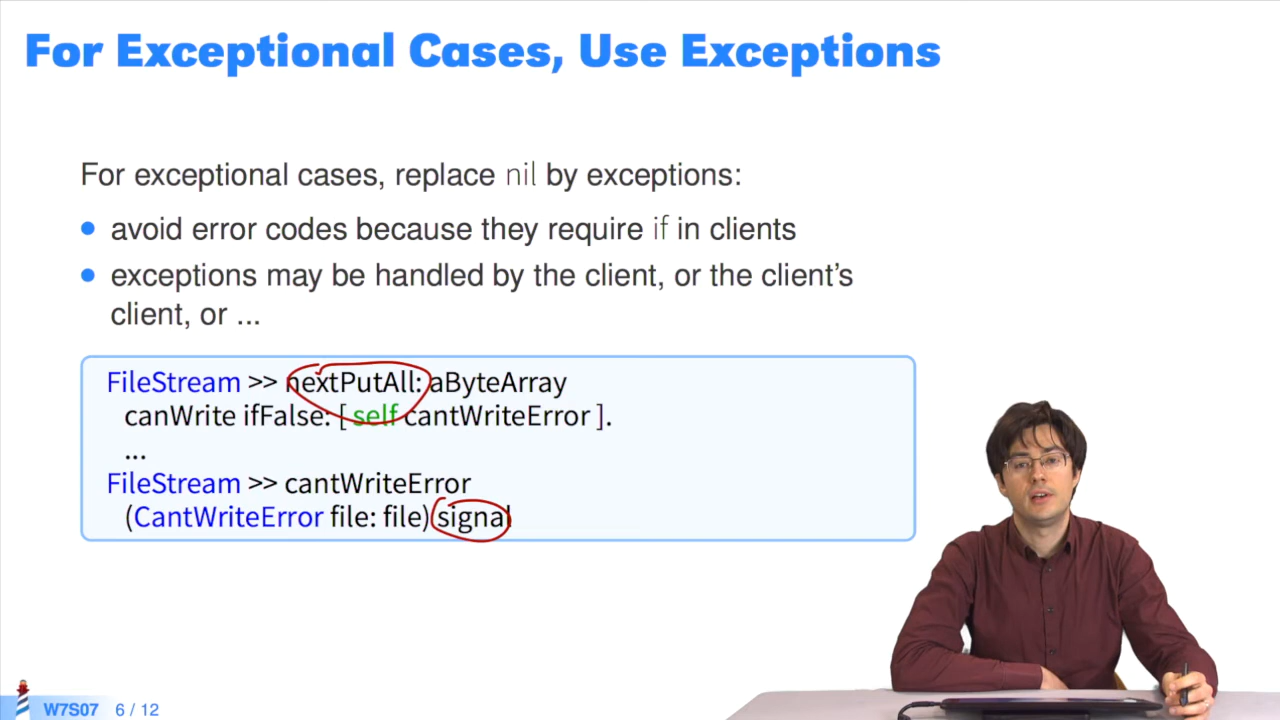 For Exceptional Cases, Use Exceptions
For exceptional cases, replace nil by exceptions:
avoid error codes because they require if in clients
exceptions may be handled by the client, or the client's
client, or ...
FileStream >> nextPutAll: aByteArray
canWrite ifFalse: [ self cantWriteError ].
...
FileStream >> cantWriteError
(CantWriteError file: file) signal
W7S07 6 / 12